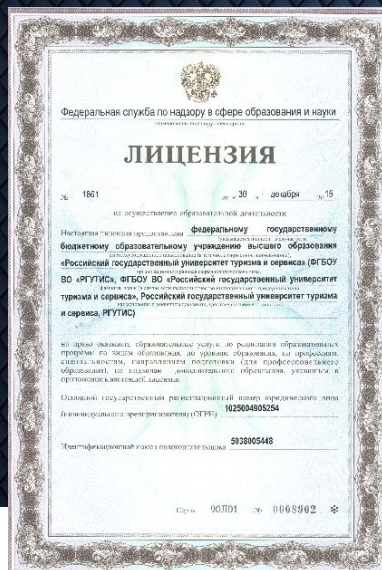 Федеральная служба по надзору в сфере образования и науки
ЛИЦЕНЗИЯ
№ 1861 от « 30 » декабря 20 15
на осуществление образовательной деятельности
Настоящая лицензия предоставлена федеральному государственному
бюджетному образовательному учреждению высшего образования
«Российский государственный университет туризма и сервиса» (ФГБОУ
ВО «РГУТИС», ФГБОУ ВО «Российский государственный университет
туризма и сервиса», Российский государственный университет туризма
и сервиса, РГУТИС)
на право оказывать образовательные услуги по реализации образовательных
программ по видам образования, по уровням образования, по профессиям,
специальностям, направлениям подготовки (для профессионального
образования), по подвидам дополнительного образования, указанным в
приложении к настоящей лицензии
Основной государственный регистрационный номер юридического лица
(индивидуального предпринимателя) (ОГРН) 1025004905254
Идентификационный номер налогоплательщика 5038005448
Серия 90Л01 № 0008902 *